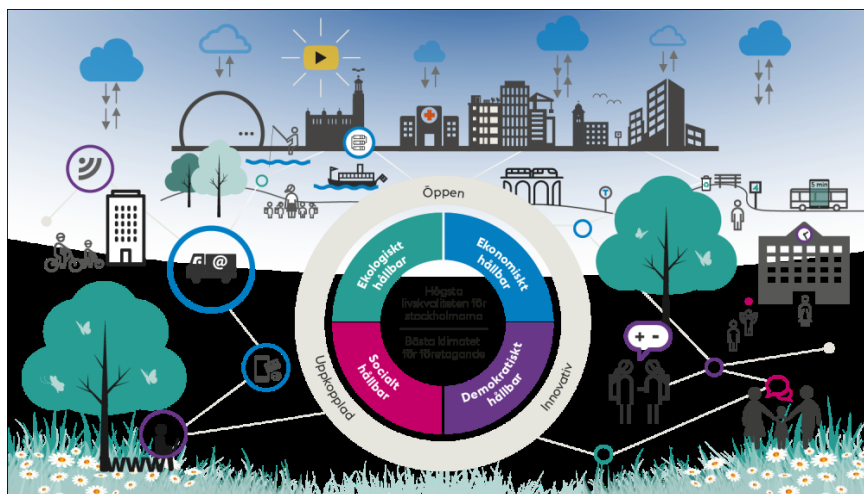 5 min
T
4
@
Öppen
Ekologiskt
hållbar
Ekonomiskt
hållbar
Högsta
livskvaliteten för
stockholmarna
Bästa klimatet
för företagande
Socialt
hållbar
Demokratiskt
hållbar
Uppkopplad
Innovativ
+ -